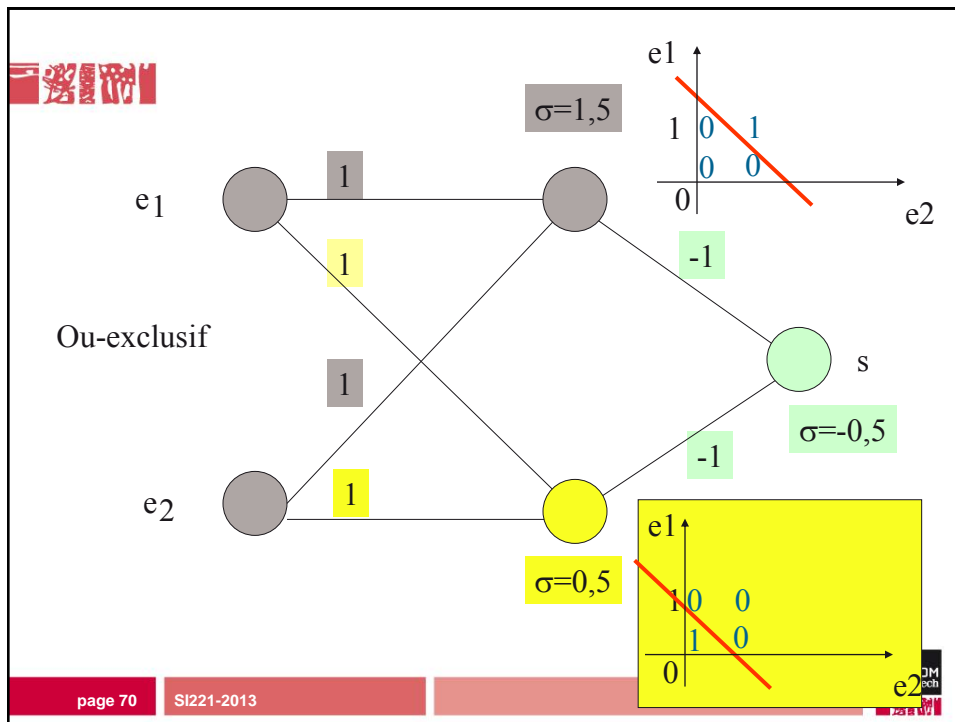 e1
σ=1,5
1 0 1
0 0
0
e2
1
e1
-1
1
Ou-exclusif
s
1
σ=-0,5
-1
1
e2
e1
σ=0,5
1 0 0
1 0
0
e2
page 70 SI221-2013